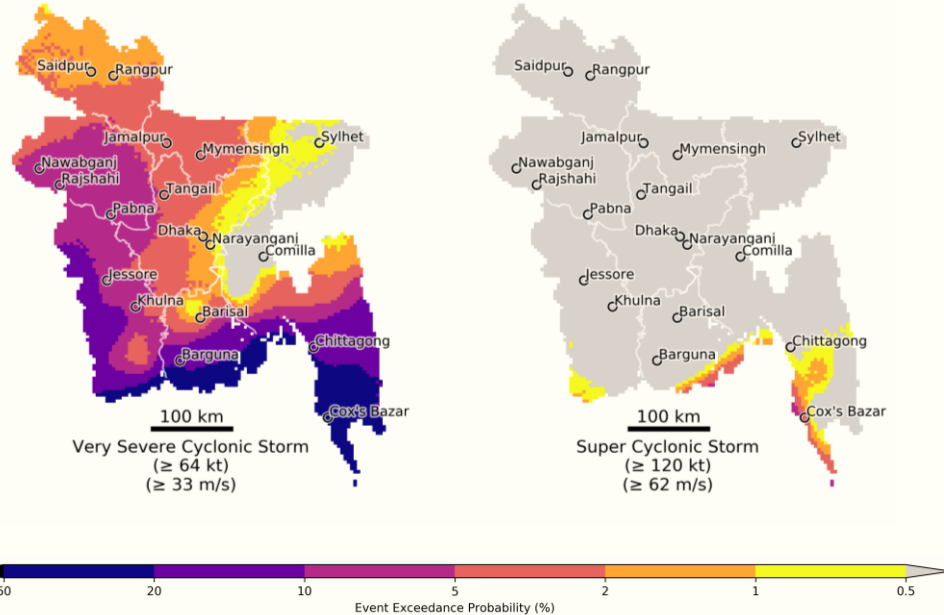 Saidpur
Rangpur
Jamalpur
Mymensingh
Sylhet
Nawabganj
Rajshahi
Tangail
Pabna
Dhaka
Narayanganj
Comilla
Jessore
Khulna
Barisal
Barguna
Chittagong
Cox's Bazar
100 km
Very Severe Cyclonic Storm
(≥ 64 kt)
(≥ 33 m/s)
Saidpur
Rangpur
Jamalpur
Mymensingh
Sylhet
Nawabganj
Rajshahi
Tangail
Pabna
Dhaka
Narayanganj
Comilla
Jessore
Khulna
Barisal
Barguna
Chittagong
Cox's Bazar
100 km
Super Cyclonic Storm
(≥ 120 kt)
(≥ 62 m/s)
20 10 5 2 1 0.5
Event Exceedance Probability (%)